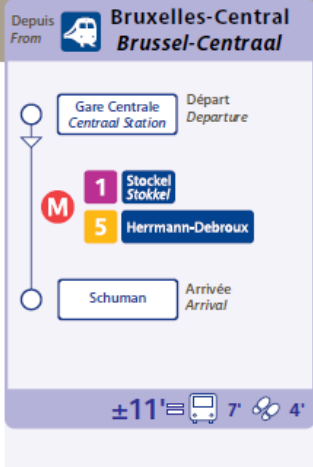 Depuis
From
Bruxelles-Central
Brussel-Centraal
Gare Centrale
Centraal Station
Départ
Departure
M
1 Stockel
Stokkel
5 Herrmann-Debroux
Schuman
Arrivée
Arrival
±11'= 7' 4'